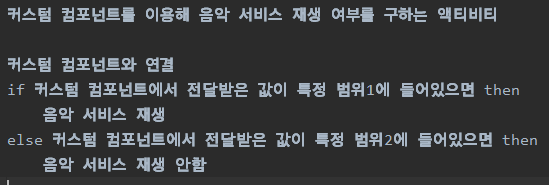 커스텀 컴포넌트를 이용해 음악 서비스 재생 여부를 구하는 액티비티
커스텀 컴포넌트와 연결
if 커스텀 컴포넌트에서 전달받은 값이 특정 범위1에 들어있으면 then
음악 서비스 재생
else 커스텀 컴포넌트에서 전달받은 값이 특정 범위2에 들어있으면 then
음악 서비스 재생 안함